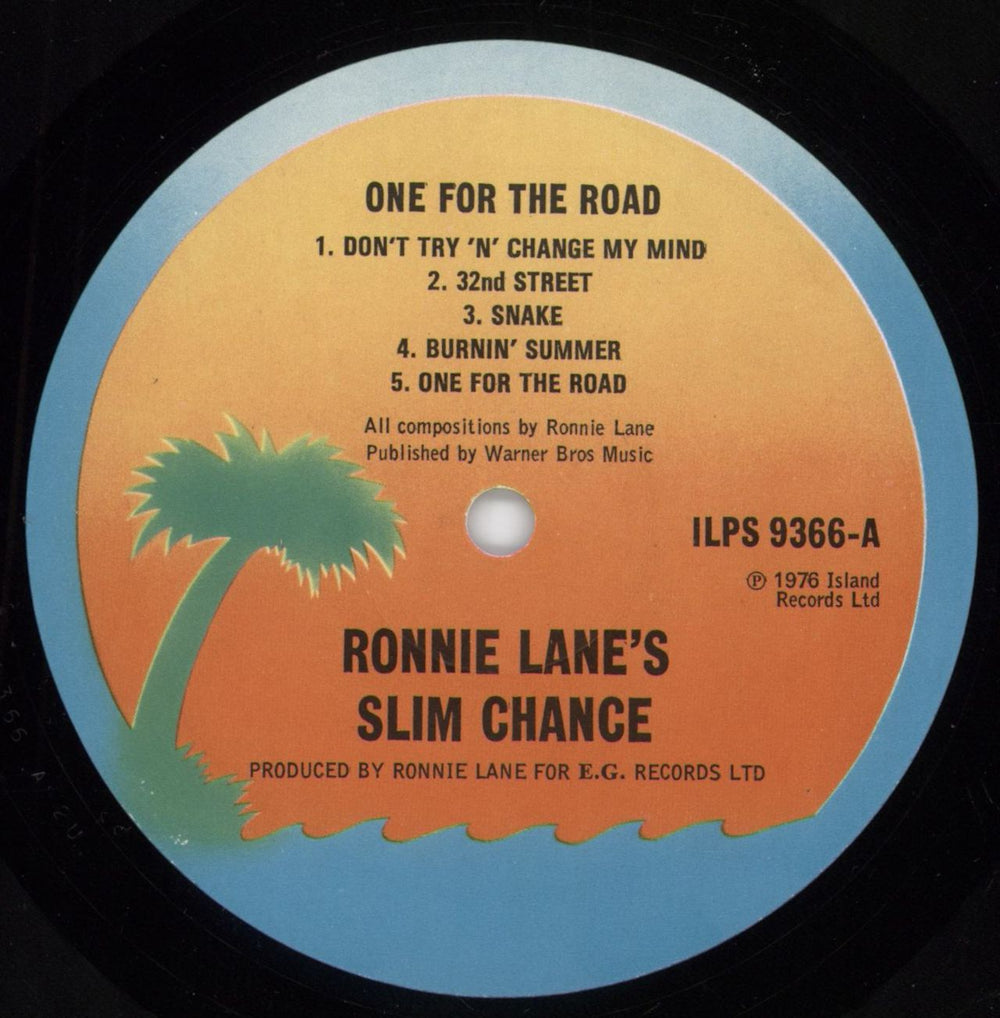 ONE FOR THE ROAD
1. DON'T TRY 'N' CHANGE MY MIND
2. 32nd STREET
3. SNAKE
4. BURNIN' SUMMER
5. ONE FOR THE ROAD
All compositions by Ronnie Lane
Published by Warner Bros Music
ILPS 9366-A
Ⓟ 1976 Island
Records Ltd
RONNIE LANE'S
SLIM CHANCE
PRODUCED BY RONNIE LANE FOR E.G. RECORDS LTD